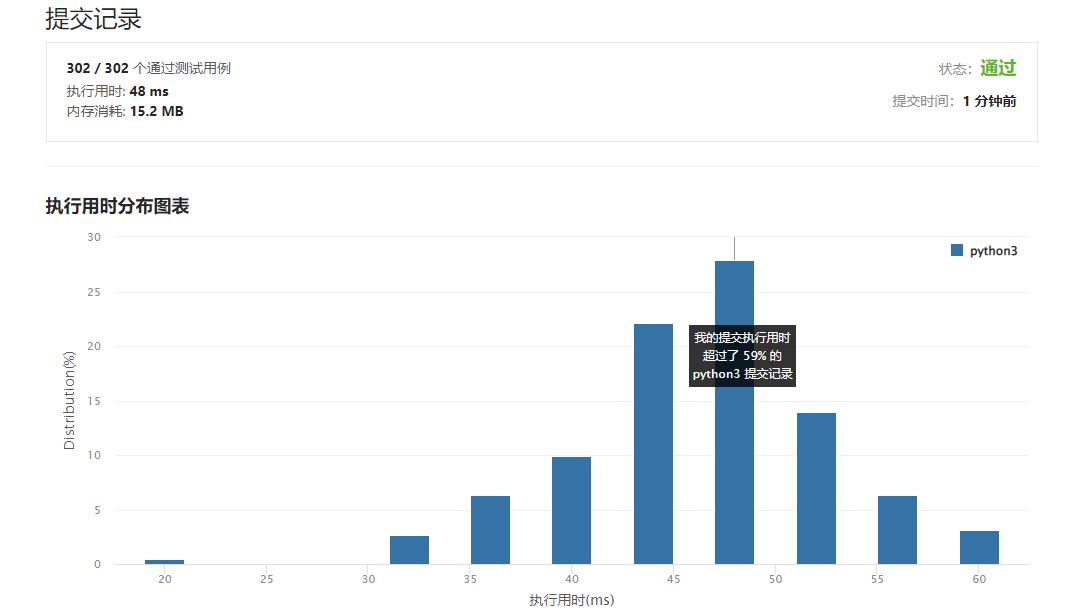 提交记录
302 / 302 个通过测试用例
状态：通过
执行用时: 48 ms
内存消耗: 15.2 MB
提交时间：1 分钟前
执行用时分布图表
python3
30
25
20
15
10
5
0
Distribution(%)
我的提交执行用时
超过了 59% 的
python3 提交记录
20 25 30 35 40 45 50 55 60
执行用时(ms)